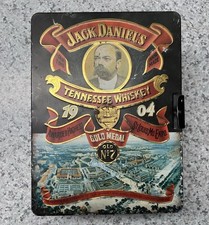 JACK DANIEL'S
TENNESSEE WHISKEY
19 04
GOLD MEDAL
OLD
No. 7